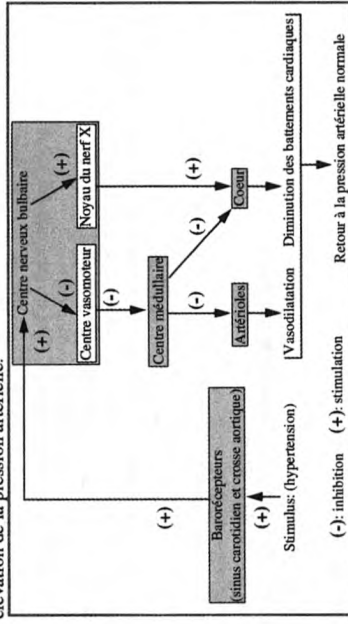 élévation de la pression artérielle.
Centre nerveux bulbaire
(+)
(-)
(+)
Centre vasomoteur
Noyau du nerf X
(+)
(-)
(+)
Centre médullaire
(-)
(-)
Baroécepteurs
(sinus carotidien et crosse aortique)
Artérioles
Coeur
(+)
Stimulus: (hypertension)
Vasodilatation
Diminution des battements cardiaques
(-): inhibition
(+): stimulation
Retour à la pression artérielle normale